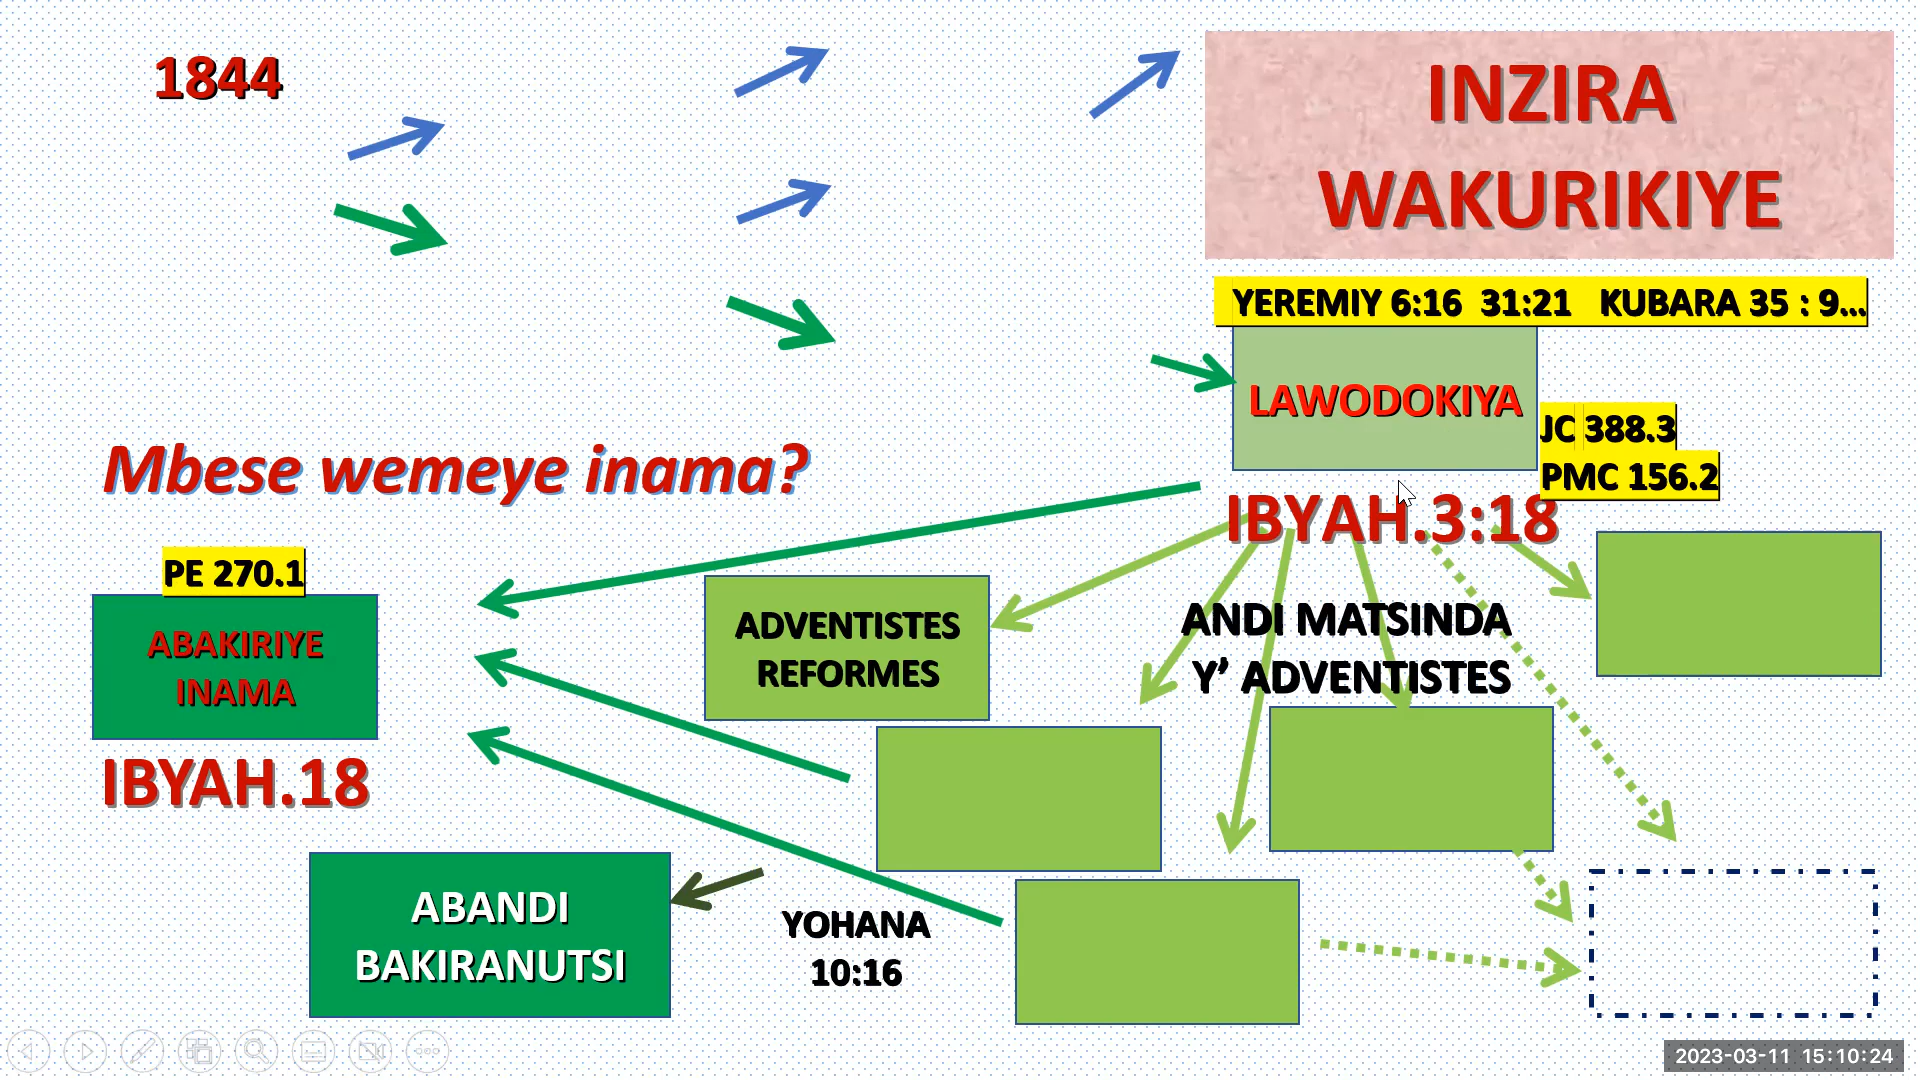 1844
INZIRA
WAKURIKIYE
YEREMIY 6:16 31:21 KUBARA 35 : 9...
LAWODOKIYA
JC 388.3
PMC 156.2
Mbese wemeye inama?
IBYAH.3:18
PE 270.1
ABAKIRIYE
INAMA
ADVENTISTES
REFORMES
ANDI MATSINDA
Y’ ADVENTISTES
IBYAH.18
ABANDI
BAKIRANUTSI
YOHANA
10:16
2023-03-11 15:10:24